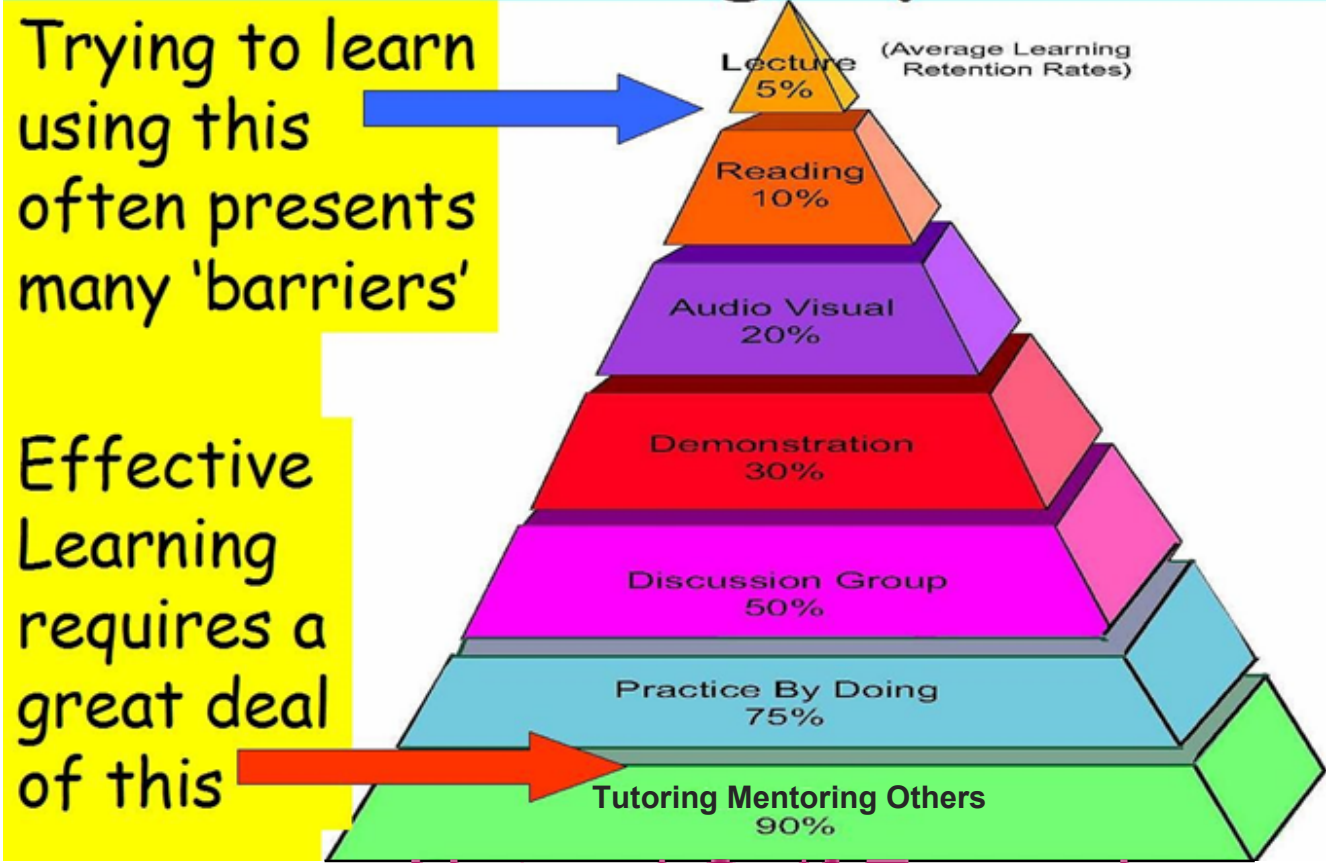 Trying to learn
using this
often presents
many ‘barriers’
Effective
Learning
requires a
great deal
of this
(Average Learning
Retention Rates)
Lecture
5%
Reading
10%
Audio Visual
20%
Demonstration
30%
Discussion Group
50%
Practice By Doing
75%
Tutoring Mentoring Others
90%